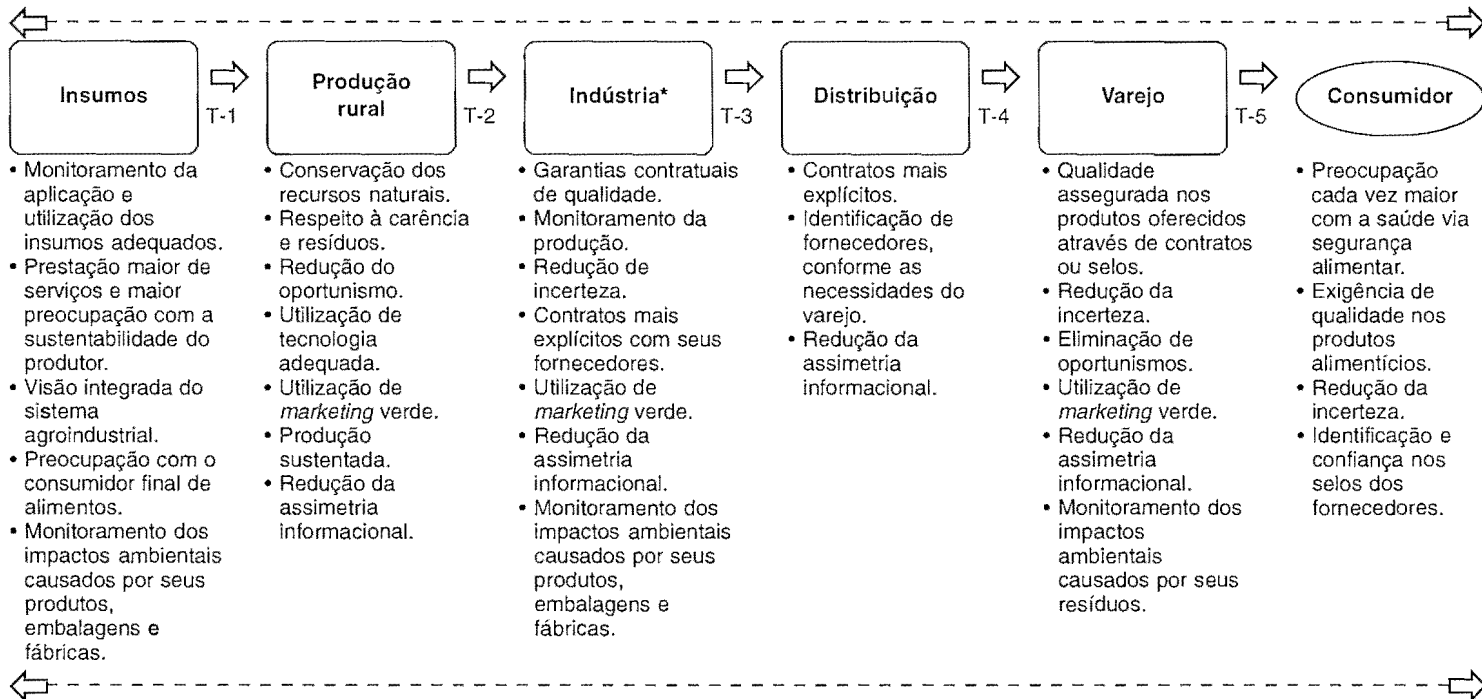 Insumos
T-1
Produção
rural
T-2
Indústria*
T-3
Distribuição
T-4
Varejo
T-5
Consumidor
• Monitoramento da
aplicação e
utilização dos
insumos adequados.
• Prestação maior de
serviços e maior
preocupação com a
sustentabilidade do
produtor.
• Visão integrada do
sistema
agroindustrial.
• Preocupação com o
consumidor final de
alimentos.
• Monitoramento dos
impactos ambientais
causados por seus
produtos,
embalagens e
fábricas.
• Conservação dos
recursos naturais.
• Respeito à carência
e resíduos.
• Redução do
oportunismo.
• Utilização de
tecnologia
adequada.
• Utilização de
marketing verde.
• Produção
sustentada.
• Redução da
assimetria
informacional.
• Garantias contratuais
de qualidade.
• Monitoramento da
produção.
• Redução de
incerteza.
• Contratos mais
explícitos com seus
fornecedores.
• Utilização de
marketing verde.
• Redução da
assimetria
informacional.
• Monitoramento dos
impactos ambientais
causados por seus
produtos,
embalagens e
fábricas.
• Contratos mais
explícitos.
• Identificação de
fornecedores,
conforme as
necessidades do
varejo.
• Redução da
assimetria
informacional.
• Qualidade
assegurada nos
produtos oferecidos
através de contratos
ou selos.
• Redução da
incerteza.
• Eliminação de
oportunismos.
• Utilização de
marketing verde.
• Redução da
assimetria
informacional.
• Monitoramento dos
impactos
ambientais
causados por seus
resíduos.
• Preocupação
cada vez maior
com a saúde via
segurança
alimentar.
• Exigência de
qualidade nos
produtos
alimentícios.
• Redução da
incerteza.
• Identificação e
confiança nos
selos dos
fornecedores.